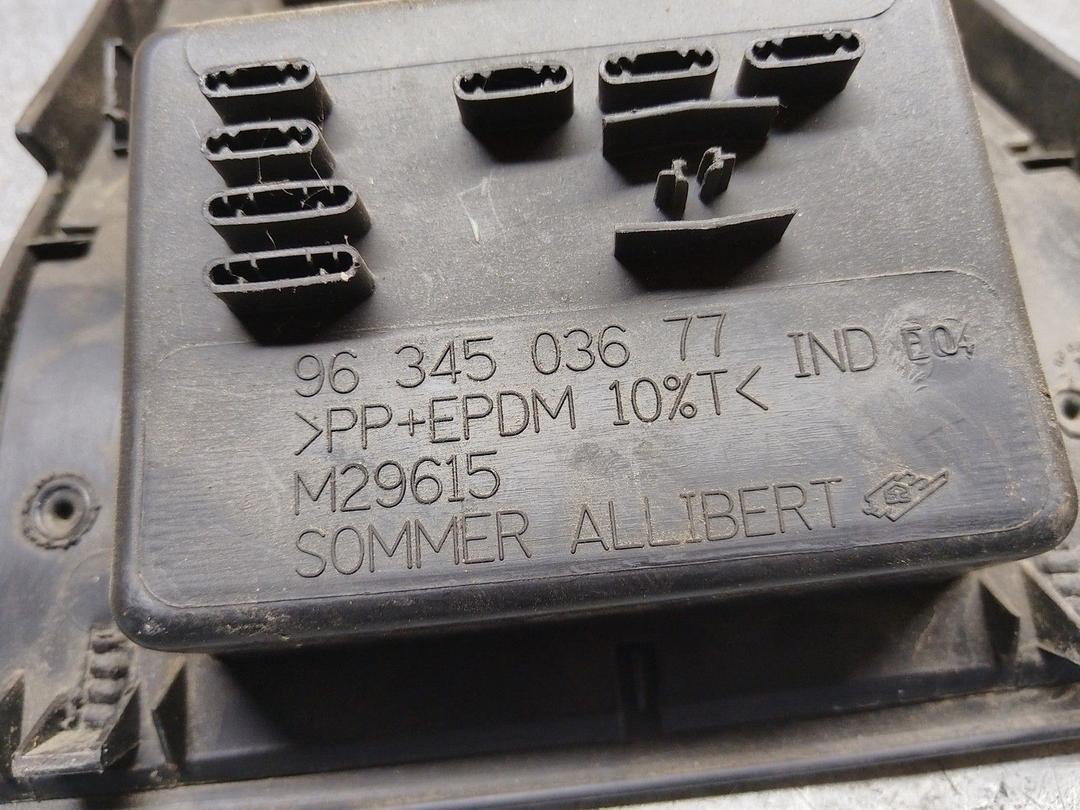 96 345 036 77 IND E04
>PP+EPDM 10%T<
M29615
SOMMER ALLIBERT